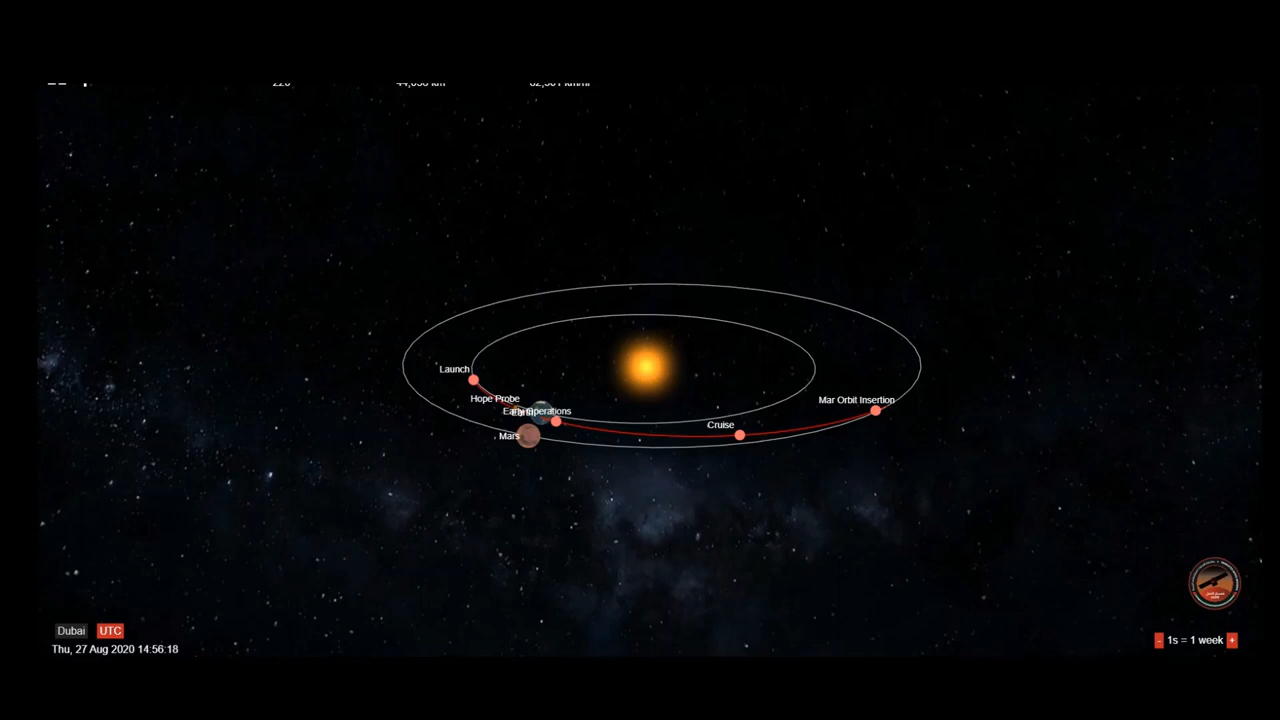 Launch
Hope Probe
Early Operations
Mars
Cruise
Mar Orbit Insertion
Dubai UTC
Thu, 27 Aug 2020 14:56:18
- 1s = 1 week +